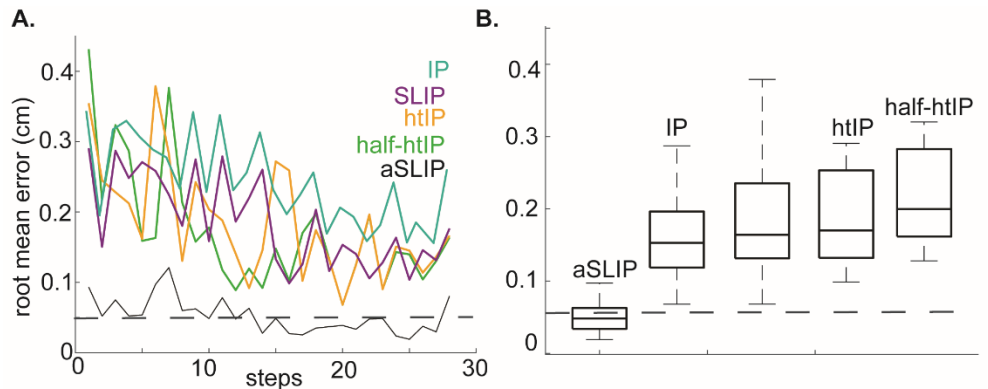 A.
root mean error (cm)
0.4
0.3
0.2
0.1
0
0
10
20
30
steps
IP
SLIP
htIP
half-htIP
aSLIP
B.
0.4
0.3
0.2
0.1
0
aSLIP
IP
htIP
half-htIP